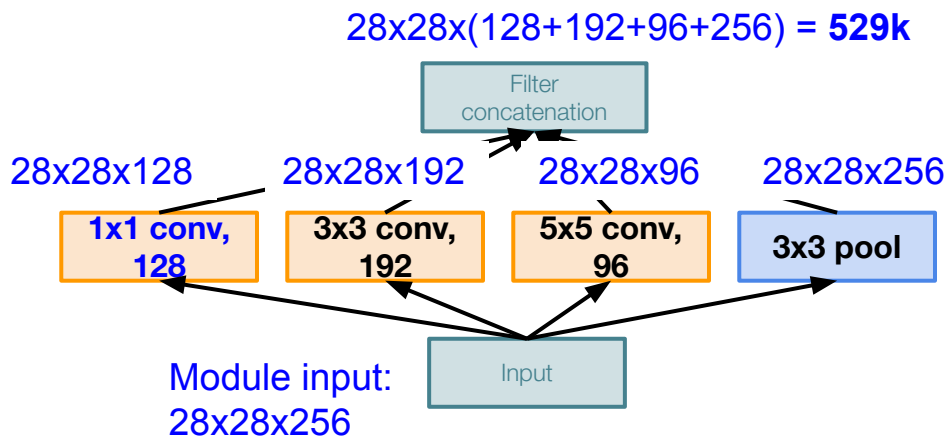 28x28x(128+192+96+256) = 529k
Filter
concatenation
28x28x128
28x28x192
28x28x96
28x28x256
1x1 conv,
128
3x3 conv,
192
5x5 conv,
96
3x3 pool
Module input:
28x28x256
Input